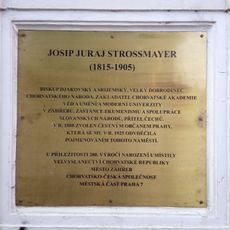 JOSIP JURAJ STROSSMAYER
(1815-1905)
BISKUP DJAKOVSKÝ A SRIJEMSKÝ, VELKÝ DOBRODINEC
CHORVATSKÉHO NÁRODA, ZAKLADATEL CHORVATSKÉ AKADEMIE
VĚD A UMĚNÍ A MODERNÍ UNIVERZITY
V ZÁHŘEBU, ZASTÁNCE EKUMENISMU A SPOLUPRÁCE
SLOVANSKÝCH NÁRODŮ, PŘÍTEL ČECHŮ.
V R. 1888 ZVOLEN ČESTNÝM OBČANEM PRAHY,
KTERÁ SE MU V R. 1925 ODVDĚČILA
POJMENOVÁNÍM TOHOTO NÁMĚSTÍ.
U PŘÍLEŽITOSTI 200. VÝROČÍ NAROZENÍ UMÍSTILY
VELVYSLANECTVÍ CHORVATSKÉ REPUBLIKY
MĚSTO ZÁHŘEB
CHORVATSKO-ČESKÁ SPOLEČNOST
MĚSTSKÁ ČÁST PRAHA 7